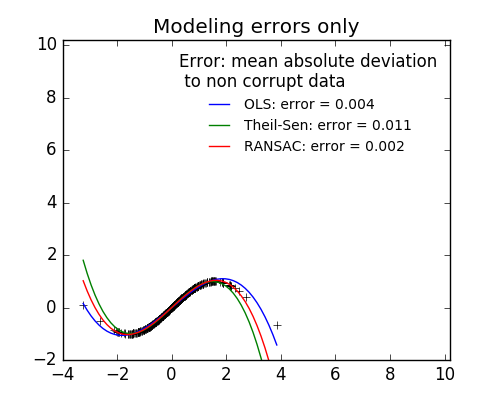 Modeling errors only
Error: mean absolute deviation
to non corrupt data
OLS: error = 0.004
Theil-Sen: error = 0.011
RANSAC: error = 0.002
10
8
6
4
2
0
−2
−4 −2 0 2 4 6 8 10